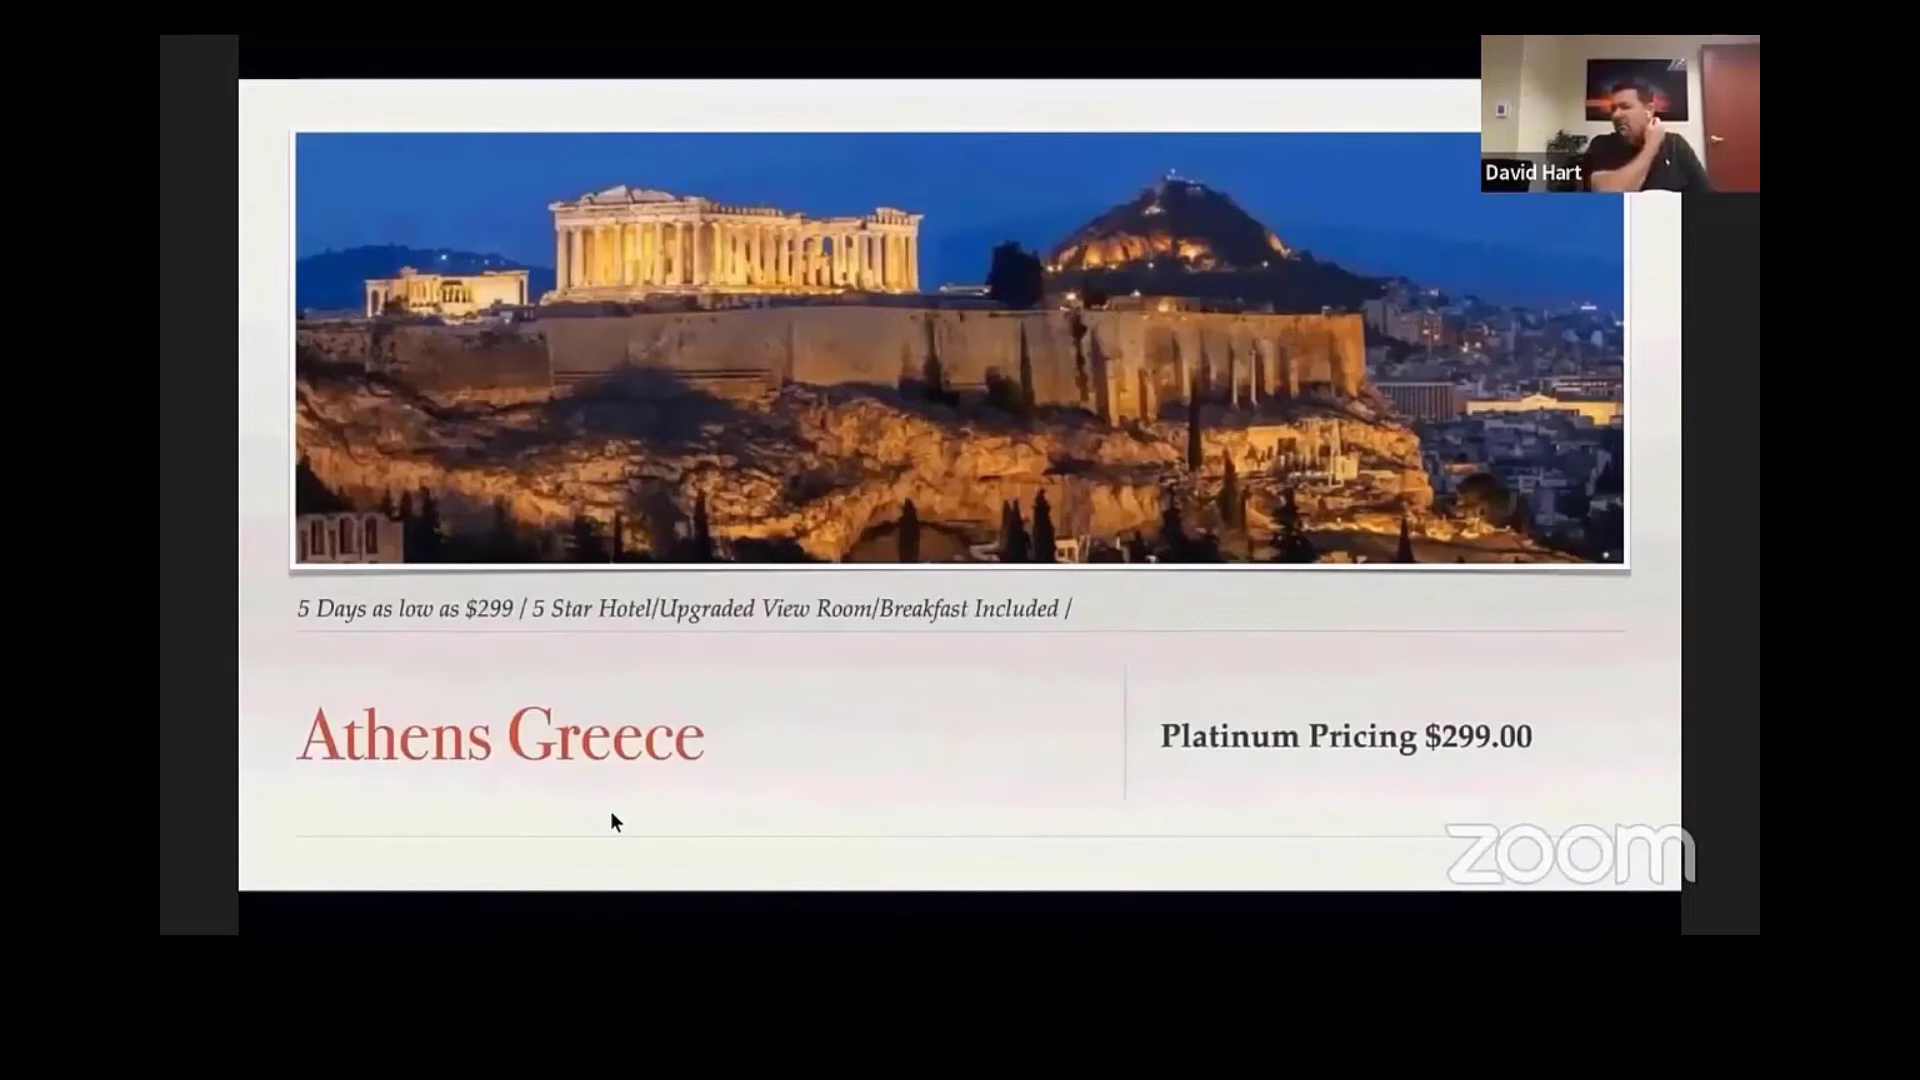 David Hart
5 Days as low as $299 / 5 Star Hotel/Upgraded View Room/Breakfast Included /
Athens Greece
Platinum Pricing $299.00
zoom